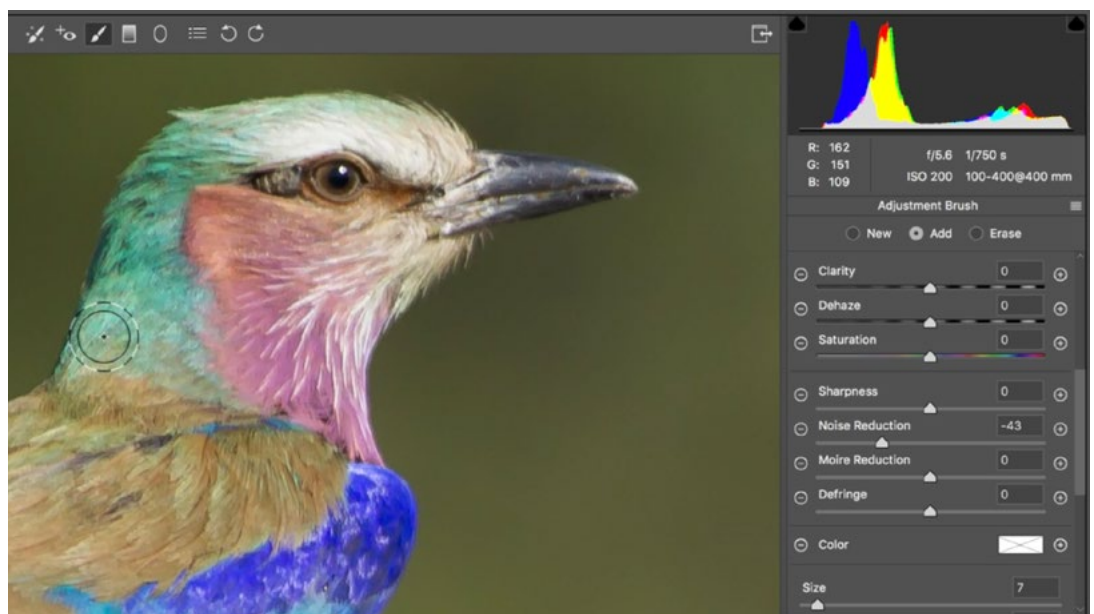 R: 162
G: 151
B: 109
f/5.6 1/750 s
ISO 200 100-400@400 mm
Adjustment Brush
New Add Erase
Clarity 0
Dehaze 0
Saturation 0
Sharpness 0
Noise Reduction -43
Moire Reduction 0
Defringe 0
Color
Size 7